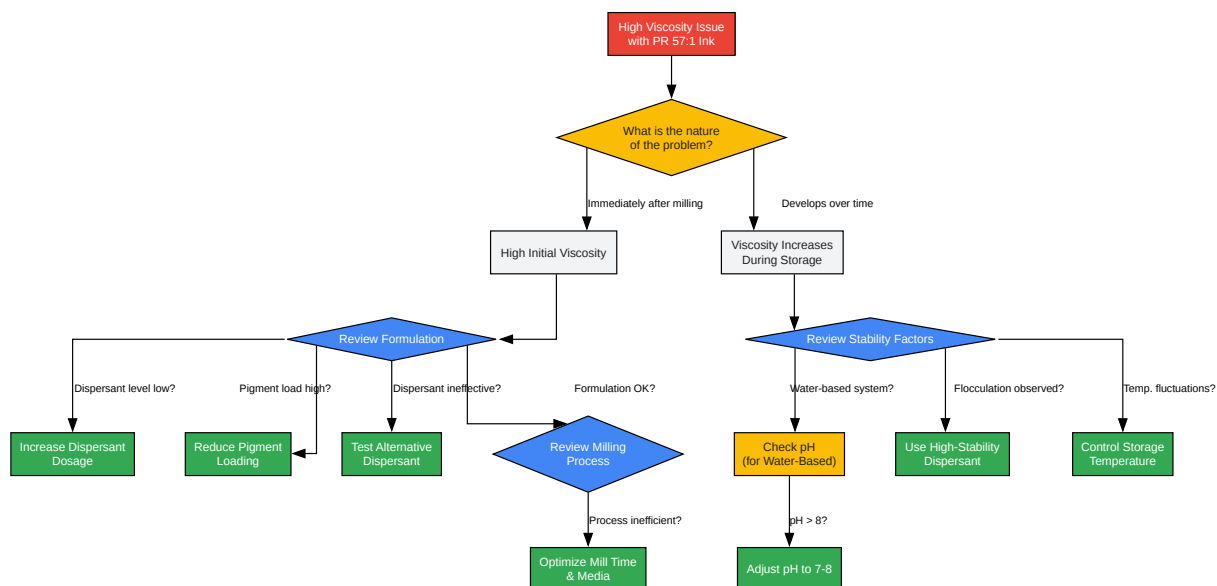 High Viscosity Issue
with PR 57:1 Ink
What is the nature
of the problem?
Immediately after milling
Develops over time
High Initial Viscosity
Viscosity Increases
During Storage
Review Formulation
Review Stability Factors
Dispersant level low?
Pigment load high?
Dispersant ineffective?
Formulation OK?
Water-based system?
Flocculation observed?
Temp. fluctuations?
Increase Dispersant
Dosage
Reduce Pigment
Loading
Test Alternative
Dispersant
Review Milling
Process
Check pH
(for Water-Based)
Use High-Stability
Dispersant
Control Storage
Temperature
Process inefficient?
pH > 8?
Optimize Mill Time
& Media
Adjust pH to 7-8